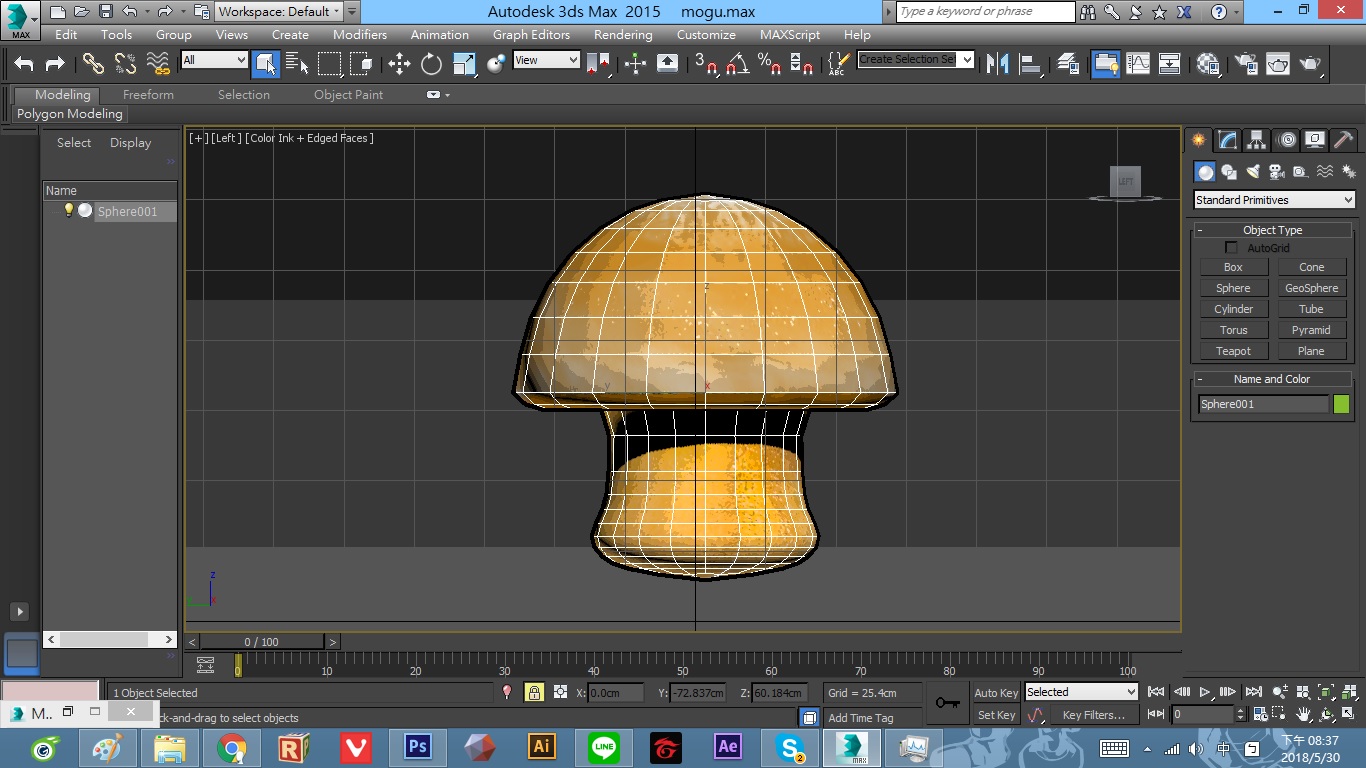 Workspace: Default
Autodesk 3ds Max 2015 mogu.max
Type a keyword or phrase
MAX
Edit Tools Group Views Create Modifiers Animation Graph Editors Rendering Customize MAXScript Help
All
View
3
%
ABC
Create Selection Se
Modeling Freeform Selection Object Paint
Polygon Modeling
Select Display
Name
Sphere001
[+] [Left ] [Color Ink + Edged Faces ]
LEFT
z
y
x
z
x
Standard Primitives
- Object Type
AutoGrid
Box Cone
Sphere GeoSphere
Cylinder Tube
Torus Pyramid
Teapot Plane
- Name and Color
Sphere001
< >
< 0 / 100 >
0 10 20 30 40 50 60 70 80 90 100
1 Object Selected
X: 0.0cm Y: -72.837cm Z: 60.184cm
Grid = 25.4cm
Auto Key Selected
M...
ck-and-drag to select objects
Add Time Tag
Set Key Key Filters...
0
Ps
Ai
LINE
Ae
S
2
MAX
中
下午 08:37
2018/5/30